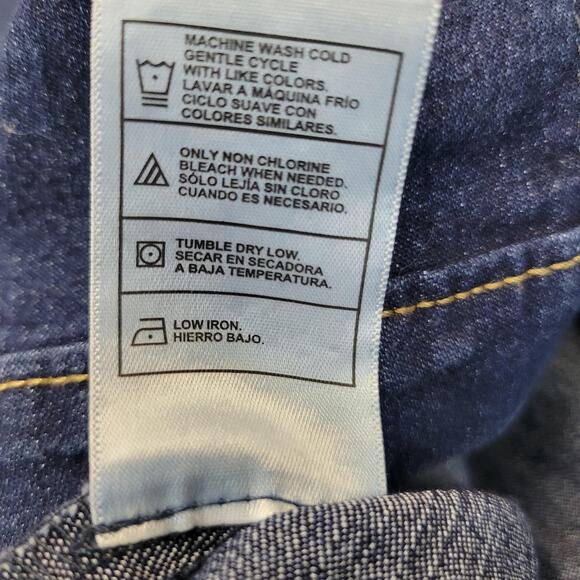 MACHINE WASH COLD
GENTLE CYCLE
WITH LIKE COLORS.
LAVAR A MÁQUINA FRÍO
CICLO SUAVE CON
COLORES SIMILARES.
ONLY NON CHLORINE
BLEACH WHEN NEEDED.
SÓLO LEJÍA SIN CLORO
CUANDO ES NECESARIO.
TUMBLE DRY LOW.
SECAR EN SECADORA
A BAJA TEMPERATURA.
LOW IRON.
HIERRO BAJO.